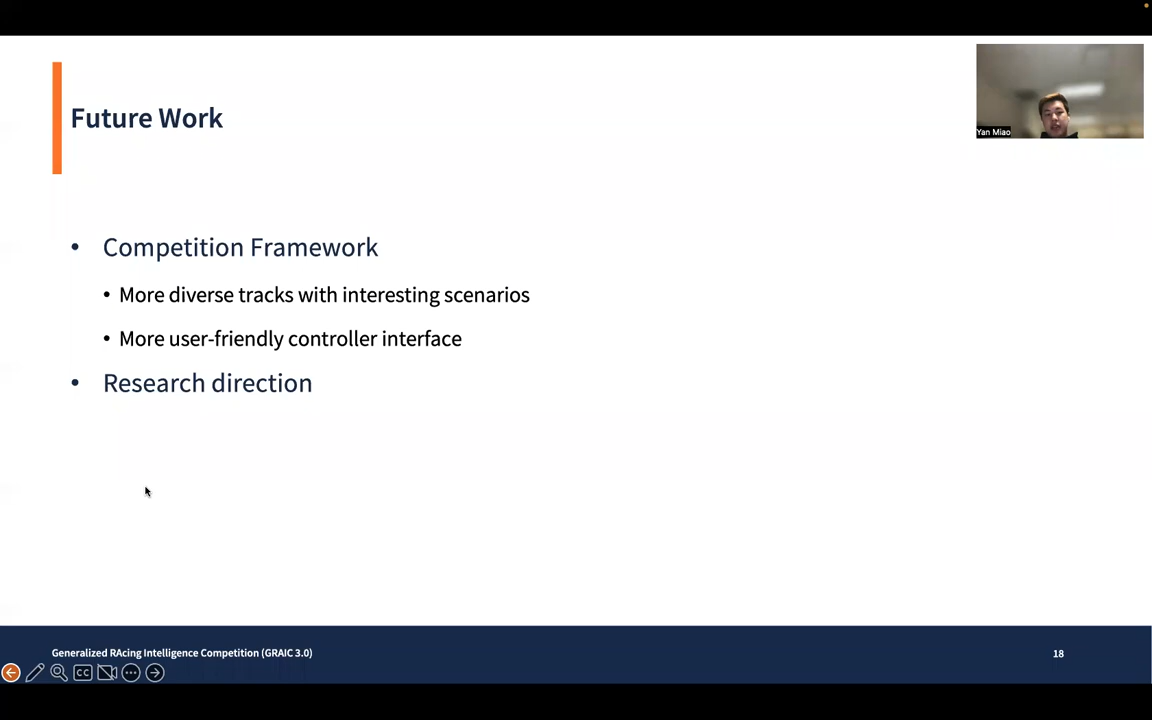 Future Work
Yan Miao
• Competition Framework
• More diverse tracks with interesting scenarios
• More user-friendly controller interface
• Research direction
Generalized RAcing Intelligence Competition (GRAIC 3.0)
18
CC